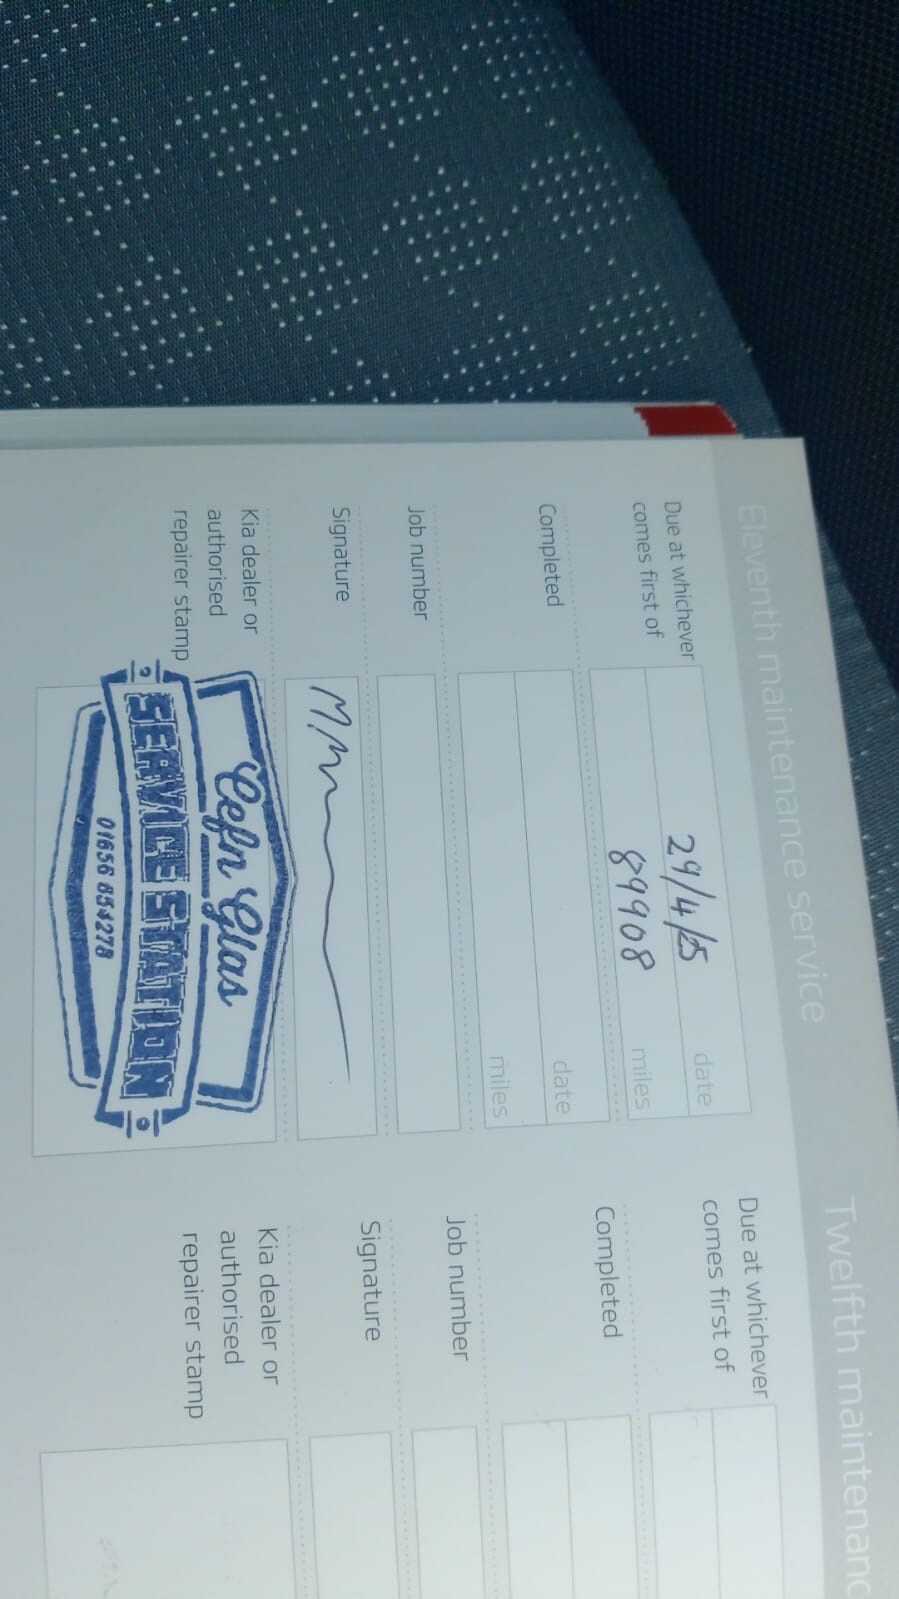 Eleventh maintenance service
Due at whichever
comes first of
29/4/25 date
89908 miles
Completed
date
miles
Job number
Signature
Kia dealer or
authorised
repairer stamp
Cefn Glas
SERVICE STATION
01656 854278
Twelfth maintenanc
Due at whichever
comes first of
Completed
Job number
Signature
Kia dealer or
authorised
repairer stamp